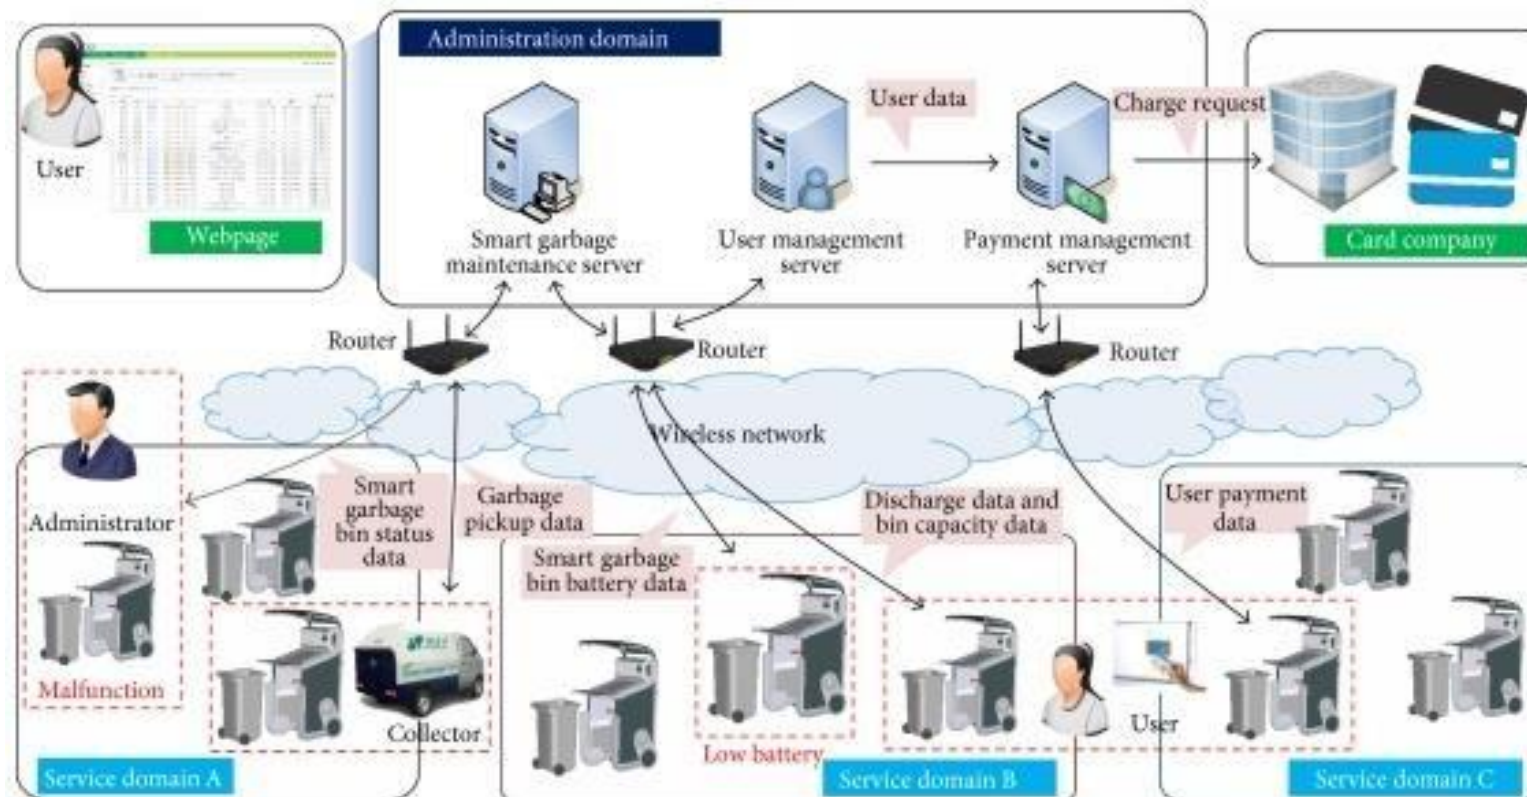 Administration domain
User data
Charge request
User
Webpage
Smart garbage
maintenance server
User management
server
Payment management
server
Card company
Router
Router
Router
Wireless network
Administrator
Smart
garbage
bin status
data
Garbage
pickup data
Smart garbage
bin battery data
Discharge data and
bin capacity data
User payment
data
Malfunction
Collector
Low battery
User
Service domain A
Service domain B
Service domain C